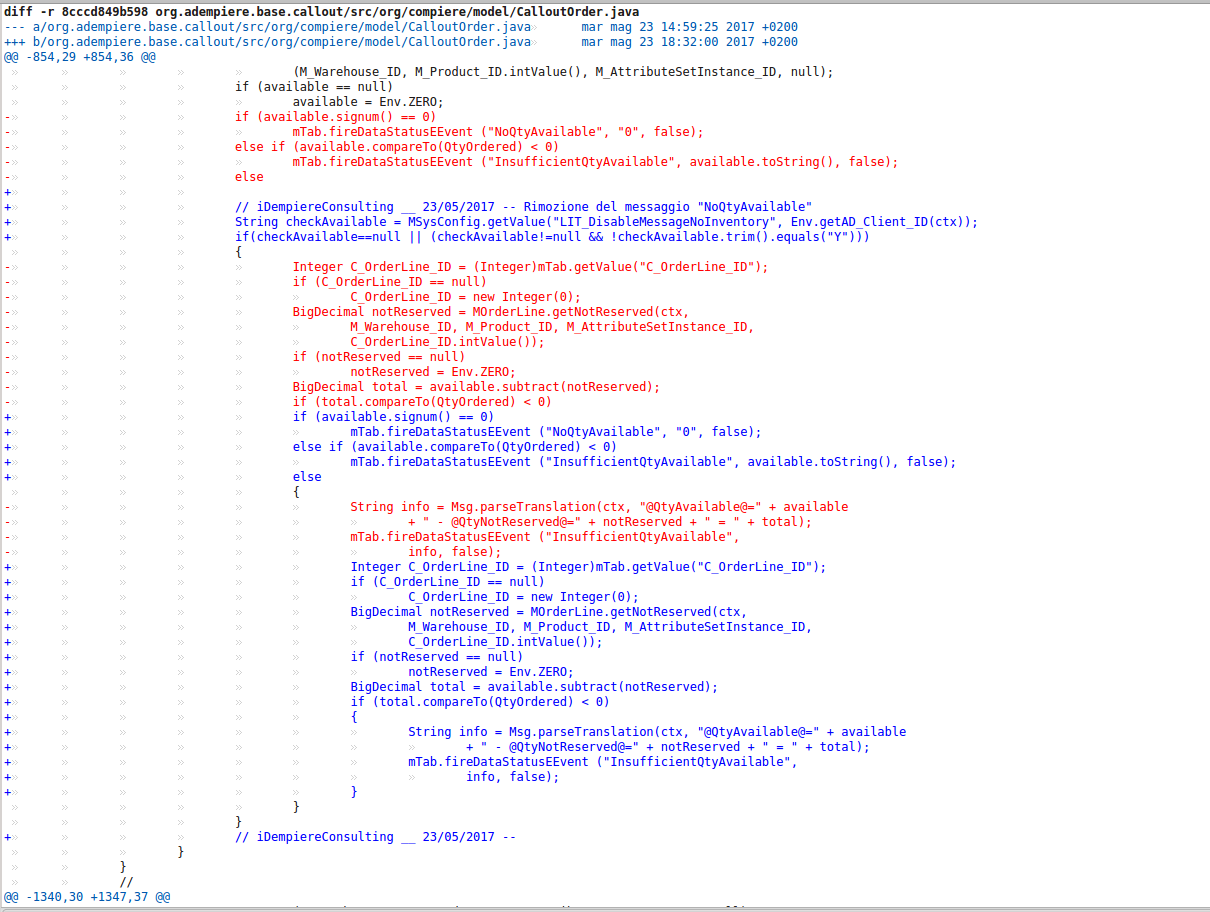 diff -r 8cccd849b598 org.adempiere.base.callout/src/org/compiere/model/CalloutOrder.java
--- a/org.adempiere.base.callout/src/org/compiere/model/CalloutOrder.java»	mar mag 23 14:59:25 2017 +0200
+++ b/org.adempiere.base.callout/src/org/compiere/model/CalloutOrder.java»	mar mag 23 18:32:00 2017 +0200
@@ -854,29 +854,36 @@
 »	»	»	»	»	(M_Warehouse_ID, M_Product_ID.intValue(), M_AttributeSetInstance_ID, null);
 »	»	»	»	if (available == null)
 »	»	»	»	»	available = Env.ZERO;
-»	»	»	»	if (available.signum() == 0)
-»	»	»	»	»	mTab.fireDataStatusEEvent ("NoQtyAvailable", "0", false);
-»	»	»	»	else if (available.compareTo(QtyOrdered) < 0)
-»	»	»	»	»	mTab.fireDataStatusEEvent ("InsufficientQtyAvailable", available.toString(), false);
-»	»	»	»	else
+»	»	»	»
+»	»	»	»	// iDempiereConsulting __ 23/05/2017 -- Rimozione del messaggio "NoQtyAvailable"
+»	»	»	»	String checkAvailable = MSysConfig.getValue("LIT_DisableMessageNoInventory", Env.getAD_Client_ID(ctx));
+»	»	»	»	if(checkAvailable==null || (checkAvailable!=null && !checkAvailable.trim().equals("Y")))
 »	»	»	»	{
-»	»	»	»	»	Integer C_OrderLine_ID = (Integer)mTab.getValue("C_OrderLine_ID");
-»	»	»	»	»	if (C_OrderLine_ID == null)
-»	»	»	»	»	»	C_OrderLine_ID = new Integer(0);
-»	»	»	»	»	BigDecimal notReserved = MOrderLine.getNotReserved(ctx,
-»	»	»	»	»	»	M_Warehouse_ID, M_Product_ID, M_AttributeSetInstance_ID,
-»	»	»	»	»	»	C_OrderLine_ID.intValue());
-»	»	»	»	»	if (notReserved == null)
-»	»	»	»	»	»	notReserved = Env.ZERO;
-»	»	»	»	»	BigDecimal total = available.subtract(notReserved);
-»	»	»	»	»	if (total.compareTo(QtyOrdered) < 0)
+»	»	»	»	»	if (available.signum() == 0)
+»	»	»	»	»	»	mTab.fireDataStatusEEvent ("NoQtyAvailable", "0", false);
+»	»	»	»	»	else if (available.compareTo(QtyOrdered) < 0)
+»	»	»	»	»	»	mTab.fireDataStatusEEvent ("InsufficientQtyAvailable", available.toString(), false);
+»	»	»	»	»	else
 »	»	»	»	»	{
-»	»	»	»	»	»	String info = Msg.parseTranslation(ctx, "@QtyAvailable@=" + available
-»	»	»	»	»	»	»	+ " - @QtyNotReserved@=" + notReserved + " = " + total);
-»	»	»	»	»	»	mTab.fireDataStatusEEvent ("InsufficientQtyAvailable",
-»	»	»	»	»	»	»	info, false);
+»	»	»	»	»	»	Integer C_OrderLine_ID = (Integer)mTab.getValue("C_OrderLine_ID");
+»	»	»	»	»	»	if (C_OrderLine_ID == null)
+»	»	»	»	»	»	»	C_OrderLine_ID = new Integer(0);
+»	»	»	»	»	»	BigDecimal notReserved = MOrderLine.getNotReserved(ctx,
+»	»	»	»	»	»	»	M_Warehouse_ID, M_Product_ID, M_AttributeSetInstance_ID,
+»	»	»	»	»	»	»	C_OrderLine_ID.intValue());
+»	»	»	»	»	»	if (notReserved == null)
+»	»	»	»	»	»	»	notReserved = Env.ZERO;
+»	»	»	»	»	»	BigDecimal total = available.subtract(notReserved);
+»	»	»	»	»	»	if (total.compareTo(QtyOrdered) < 0)
+»	»	»	»	»	»	{
+»	»	»	»	»	»	»	String info = Msg.parseTranslation(ctx, "@QtyAvailable@=" + available
+»	»	»	»	»	»	»	»	+ " - @QtyNotReserved@=" + notReserved + " = " + total);
+»	»	»	»	»	»	»	mTab.fireDataStatusEEvent ("InsufficientQtyAvailable",
+»	»	»	»	»	»	»	»	info, false);
+»	»	»	»	»	»	}
 »	»	»	»	»	}
 »	»	»	»	}
+»	»	»	»	// iDempiereConsulting __ 23/05/2017 --
 »	»	»	}
 »	»	}
 »	»	//
@@ -1340,30 +1347,37 @@